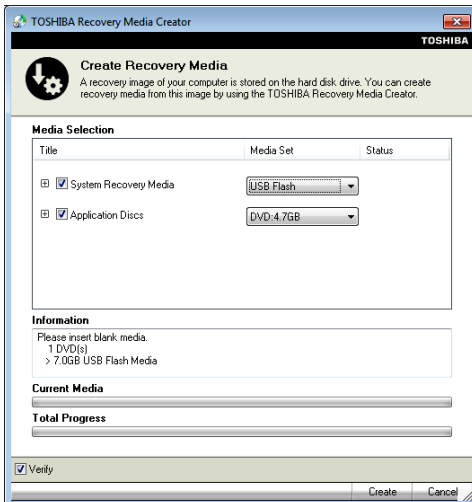 TOSHIBA Recovery Media Creator
TOSHIBA
Create Recovery Media
A recovery image of your computer is stored on the hard disk drive. You can create
recovery media from this image by using the TOSHIBA Recovery Media Creator.
Media Selection
Title Media Set Status
System Recovery Media USB Flash
Application Discs DVD:4.7GB
Information
Please insert blank media.
1 DVD(s)
> 7.0GB USB Flash Media
Current Media
Total Progress
Verify
Create Cancel